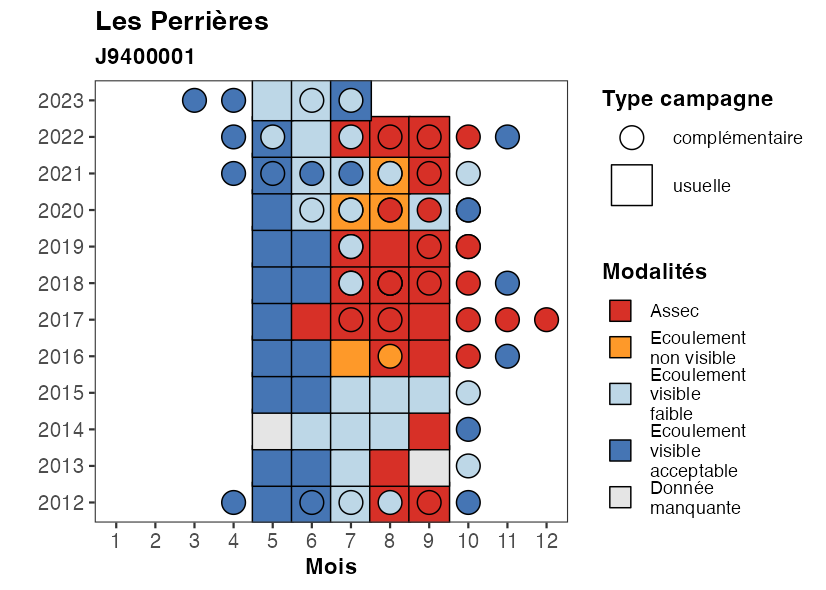 Les Perrières
J9400001
2023
2022
2021
2020
2019
2018
2017
2016
2015
2014
2013
2012
1 2 3 4 5 6 7 8 9 10 11 12
Mois
Type campagne
complémentaire
usuelle
Modalités
Assec
Ecoulement
non visible
Ecoulement
visible
faible
Ecoulement
visible
acceptable
Donnée
manquante